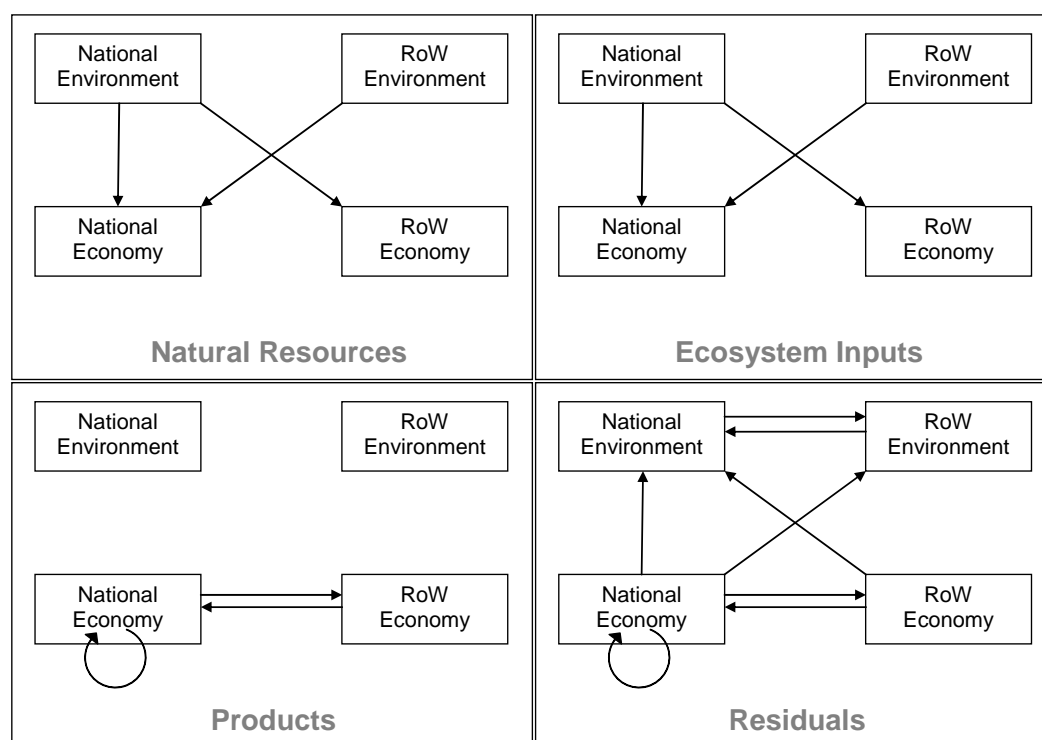 National
Environment
RoW
Environment
National
Economy
RoW
Economy
Natural Resources
National
Environment
RoW
Environment
National
Economy
RoW
Economy
Ecosystem Inputs
National
Environment
RoW
Environment
National
Economy
RoW
Economy
Products
National
Environment
RoW
Environment
National
Economy
RoW
Economy
Residuals